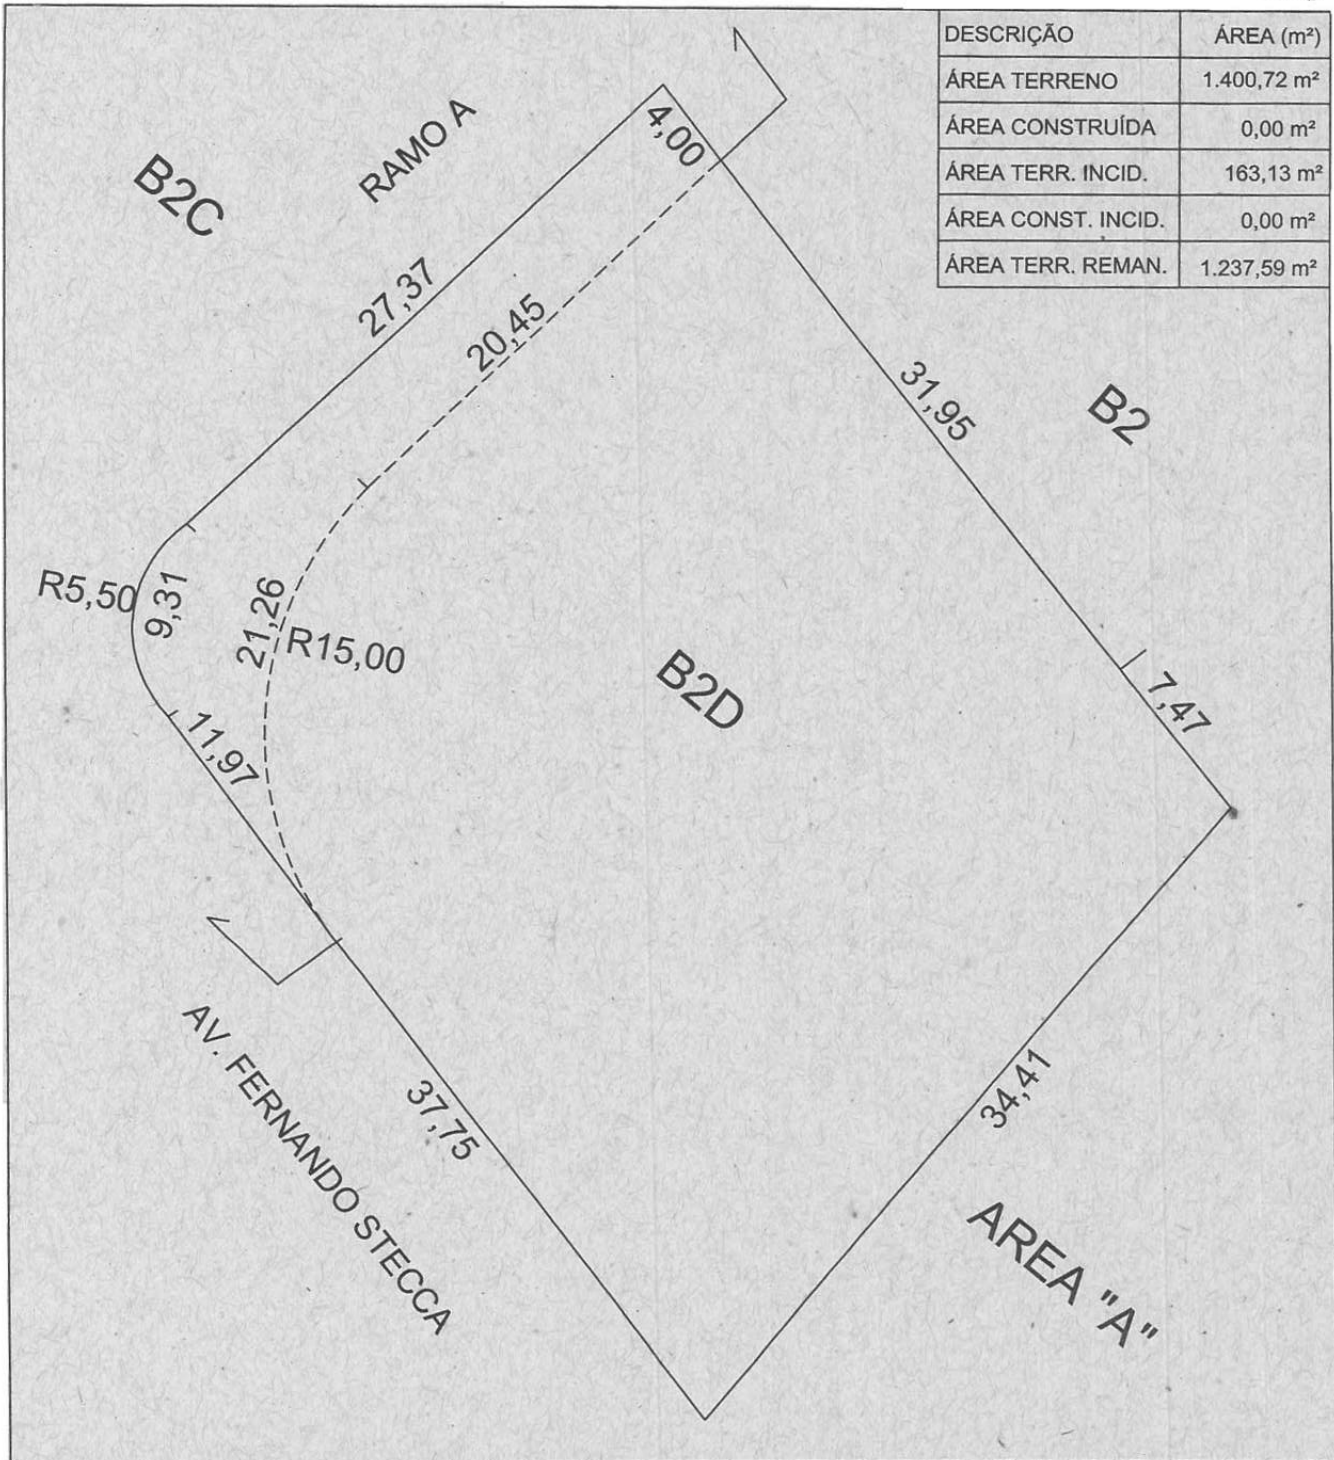 DESCRIÇÃO ÁREA (m²)
ÁREA TERRENO 1.400,72 m²
ÁREA CONSTRUÍDA 0,00 m²
ÁREA TERR. INCID. 163,13 m²
ÁREA CONST. INCID. 0,00 m²
ÁREA TERR. REMAN. 1.237,59 m²
B2C
RAMO A
4,00
27,37
20,45
31,95
B2
R5,50
9,31
21,26
R15,00
B2D
7,47
11,97
AV. FERNANDO STECCA
37,75
34,41
AREA "A"